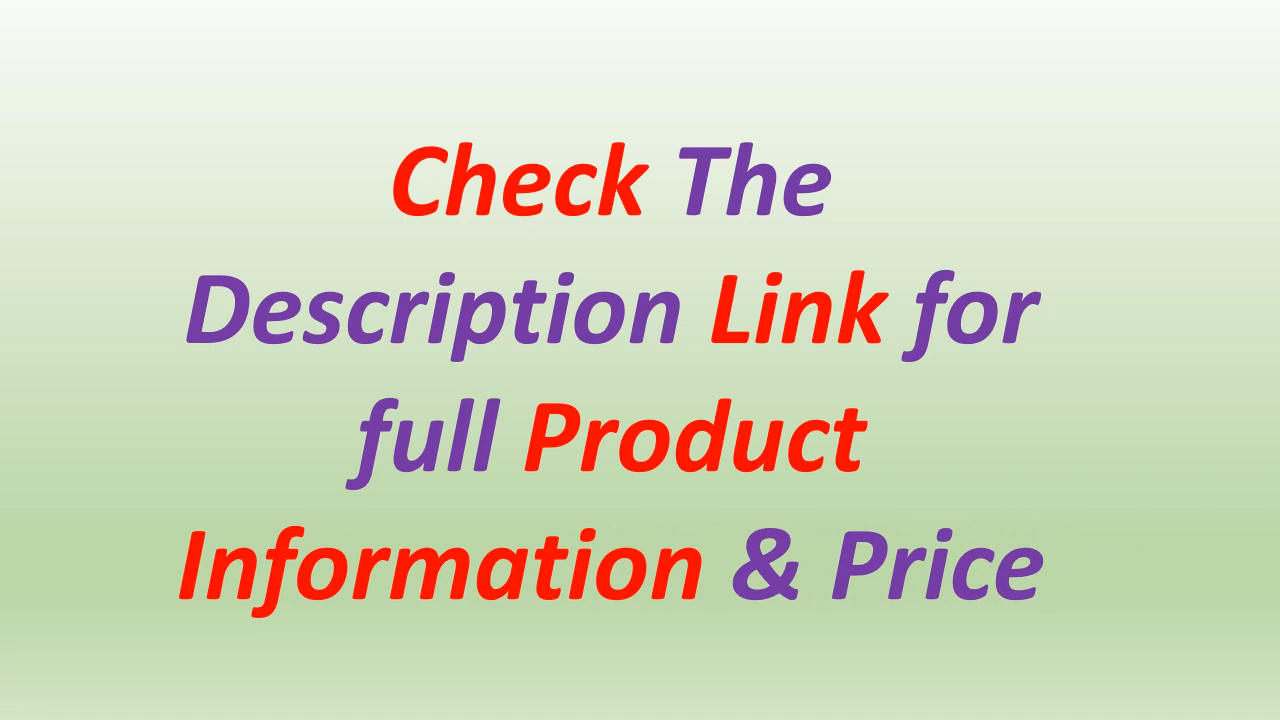 Check The
Description Link for
full Product
Information & Price